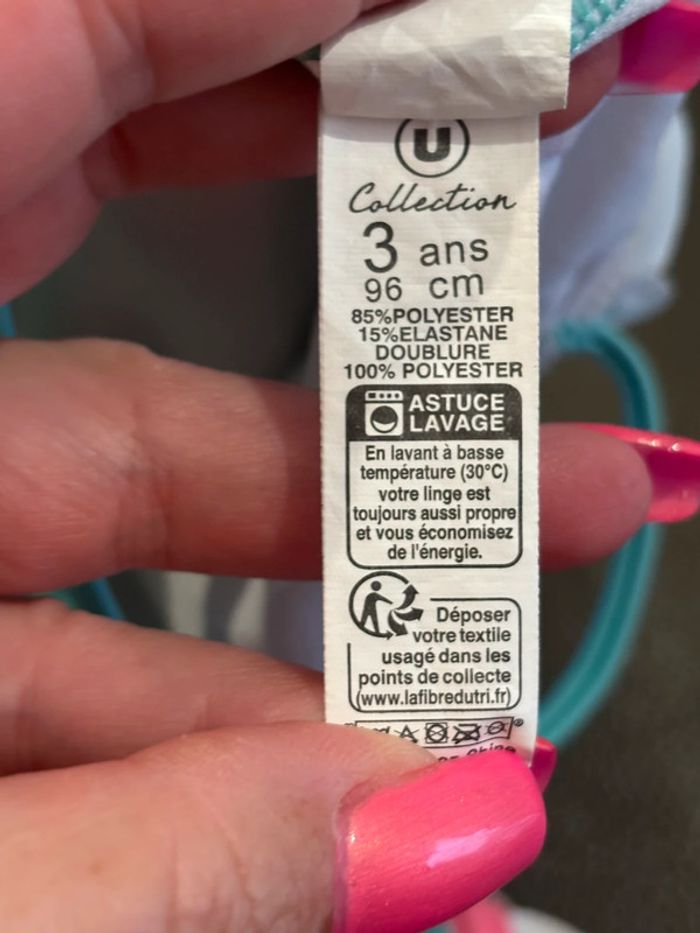 U
Collection
3 ans
96 cm
85%POLYESTER
15%ELASTANE
DOUBLURE
100% POLYESTER
ASTUCE
LAVAGE
En lavant à basse
température (30°C)
votre linge est
toujours aussi propre
et vous économisez
de l'énergie.
Déposer
votre textile
usagé dans les
points de collecte
(www.lafibredutri.fr)